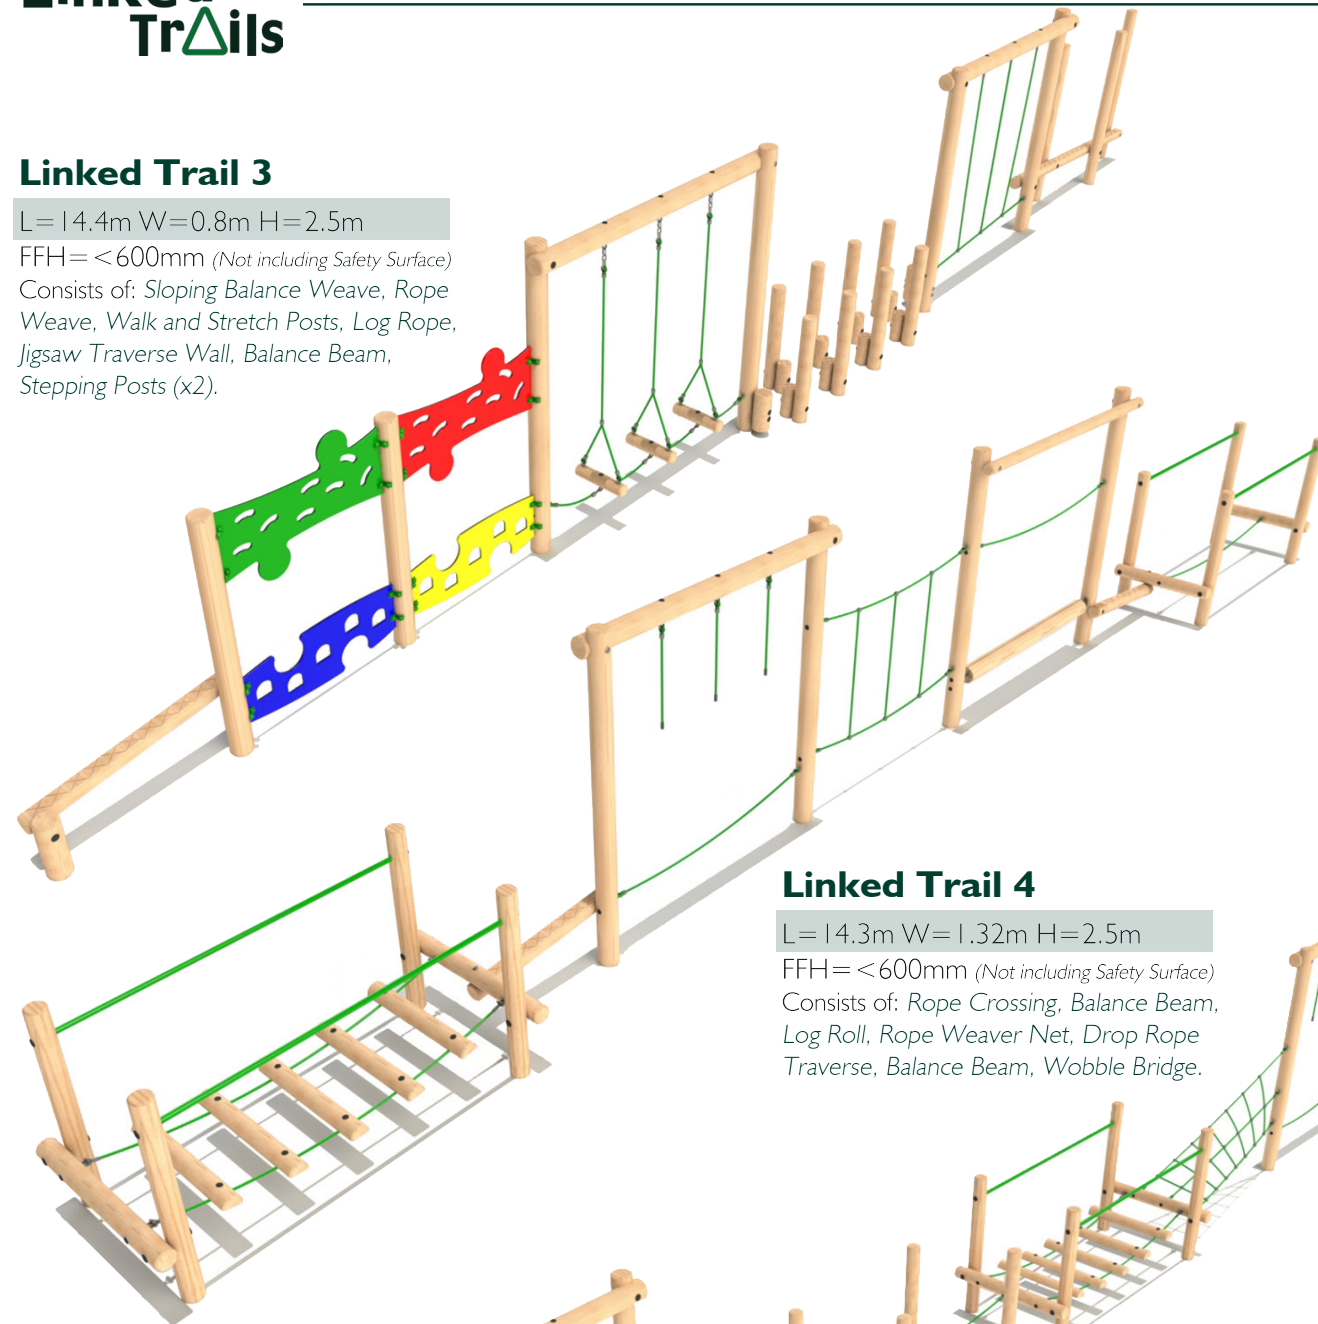 Linked
Trails
Linked Trail 3
L=14.4m W=0.8m H=2.5m
FFH=<600mm (Not including Safety Surface)
Consists of: Sloping Balance Weave, Rope
Weave, Walk and Stretch Posts, Log Rope,
Jigsaw Traverse Wall, Balance Beam,
Stepping Posts (x2).
Linked Trail 4
L=14.3m W=1.32m H=2.5m
FFH=<600mm (Not including Safety Surface)
Consists of: Rope Crossing, Balance Beam,
Log Roll, Rope Weaver Net, Drop Rope
Traverse, Balance Beam, Wobble Bridge.